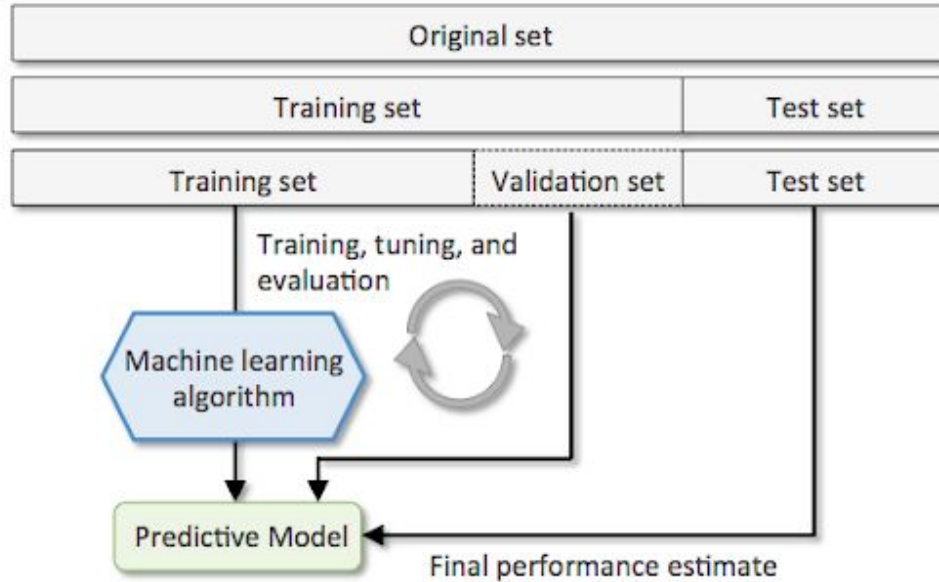 Original set
Training set
Test set
Training set
Validation set
Test set
Training, tuning, and
evaluation
Machine learning
algorithm
Predictive Model
Final performance estimate